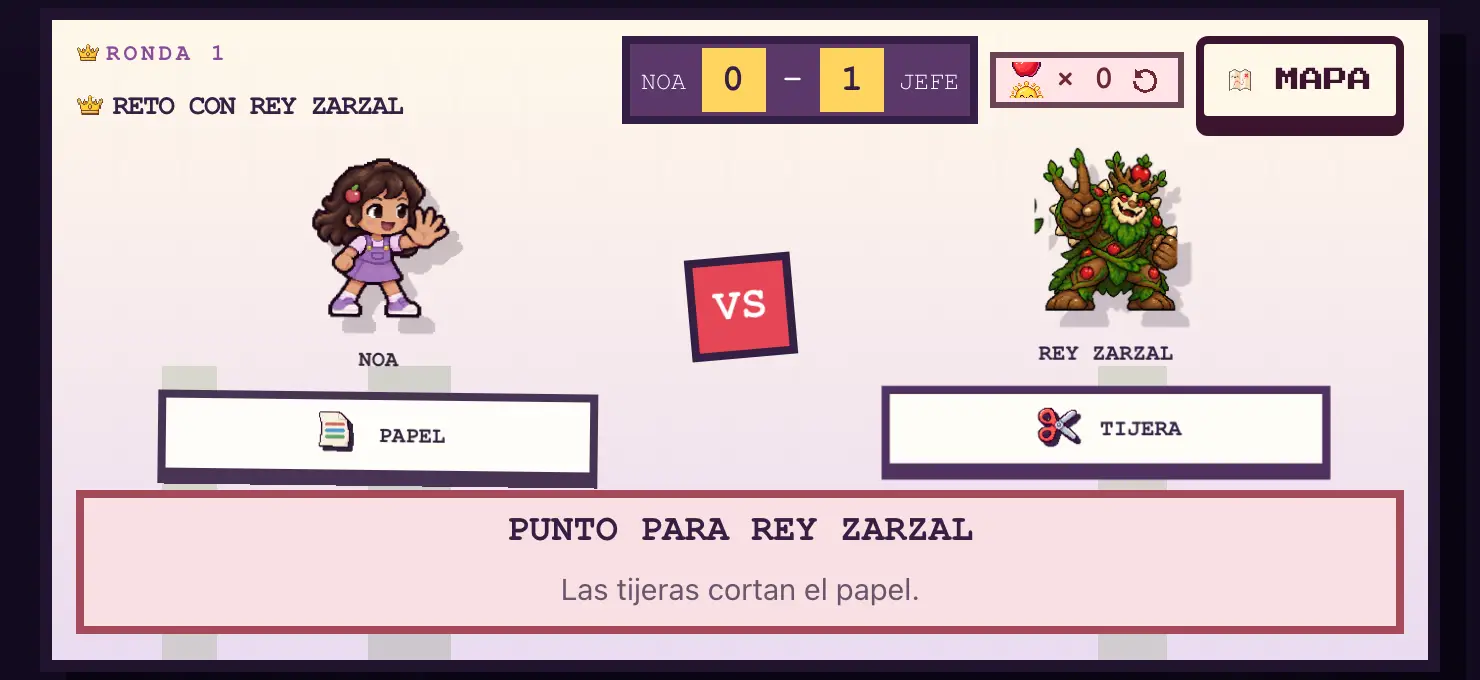 RONDA 1
RETO CON REY ZARZAL
NOA 0 – 1 JEFE
× 0
MAPA
VS
NOA
REY ZARZAL
PAPEL
TIJERA
PUNTO PARA REY ZARZAL
Las tijeras cortan el papel.